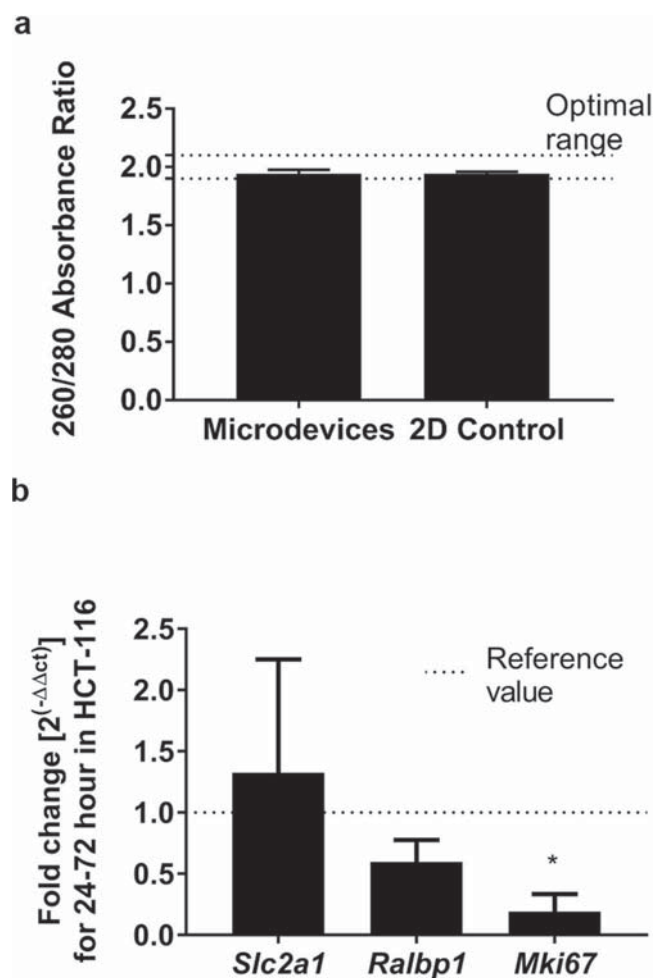 a
260/280 Absorbance Ratio
2.5
2.0
1.5
1.0
0.5
0.0
Optimal
range
Microdevices 2D Control
b
Fold change [2(-ΔΔct)]
for 24-72 hour in HCT-116
2.5
2.0
1.5
1.0
0.5
0.0
Reference
value
*
Slc2a1 Ralbp1 Mki67